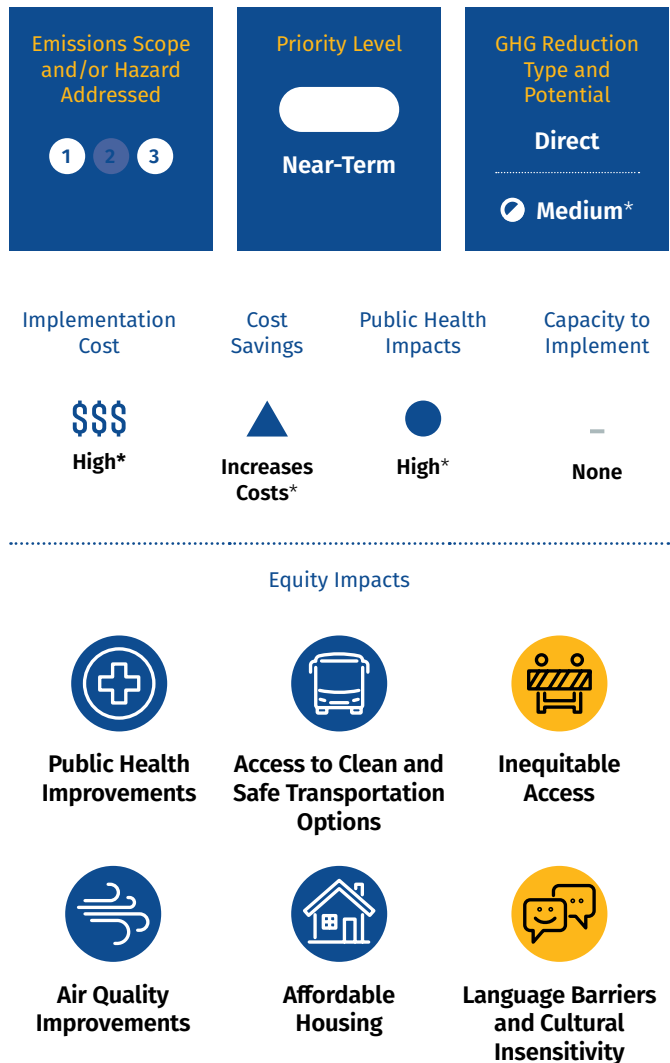 Emissions Scope
and/or Hazard
Addressed
1 2 3
Priority Level
Near-Term
GHG Reduction
Type and
Potential
Direct
Medium*
Implementation
Cost
$$$
High*
Cost
Savings
Increases
Costs*
Public Health
Impacts
High*
Capacity to
Implement
-
None
Equity Impacts
Public Health
Improvements
Access to Clean and
Safe Transportation
Options
Inequitable
Access
Air Quality
Improvements
Affordable
Housing
Language Barriers
and Cultural
Insensitivity